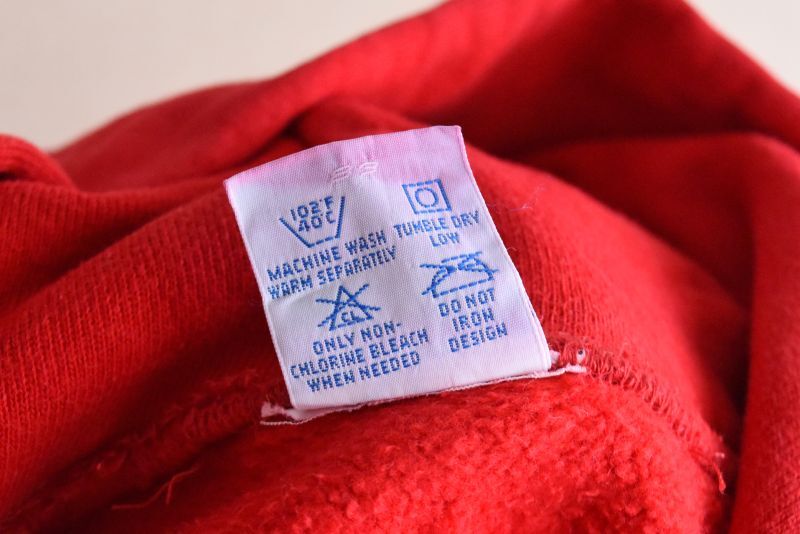 102°F
40°C
MACHINE WASH
WARM SEPARATELY
TUMBLE DRY
LOW
CL
ONLY NON-
CHLORINE BLEACH
WHEN NEEDED
DO NOT
IRON
DESIGN